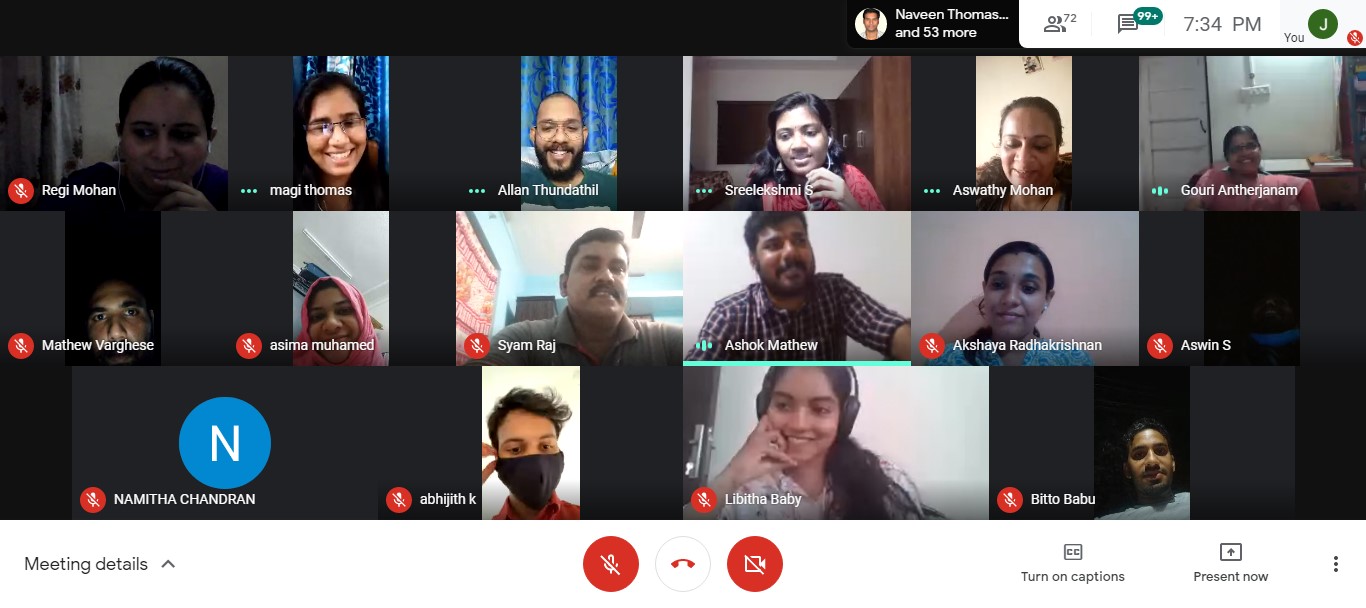 Naveen Thomas...
and 53 more
72
99+
7:34 PM
You
J
Regi Mohan
magi thomas
Allan Thundathil
Sreelekshmi S
Aswathy Mohan
Gouri Antherjanam
Mathew Varghese
asima muhamed
Syam Raj
Ashok Mathew
Akshaya Radhakrishnan
Aswin S
N
NAMITHA CHANDRAN
abhijith k
Libitha Baby
Bitto Babu
Meeting details
CC
Turn on captions
Present now